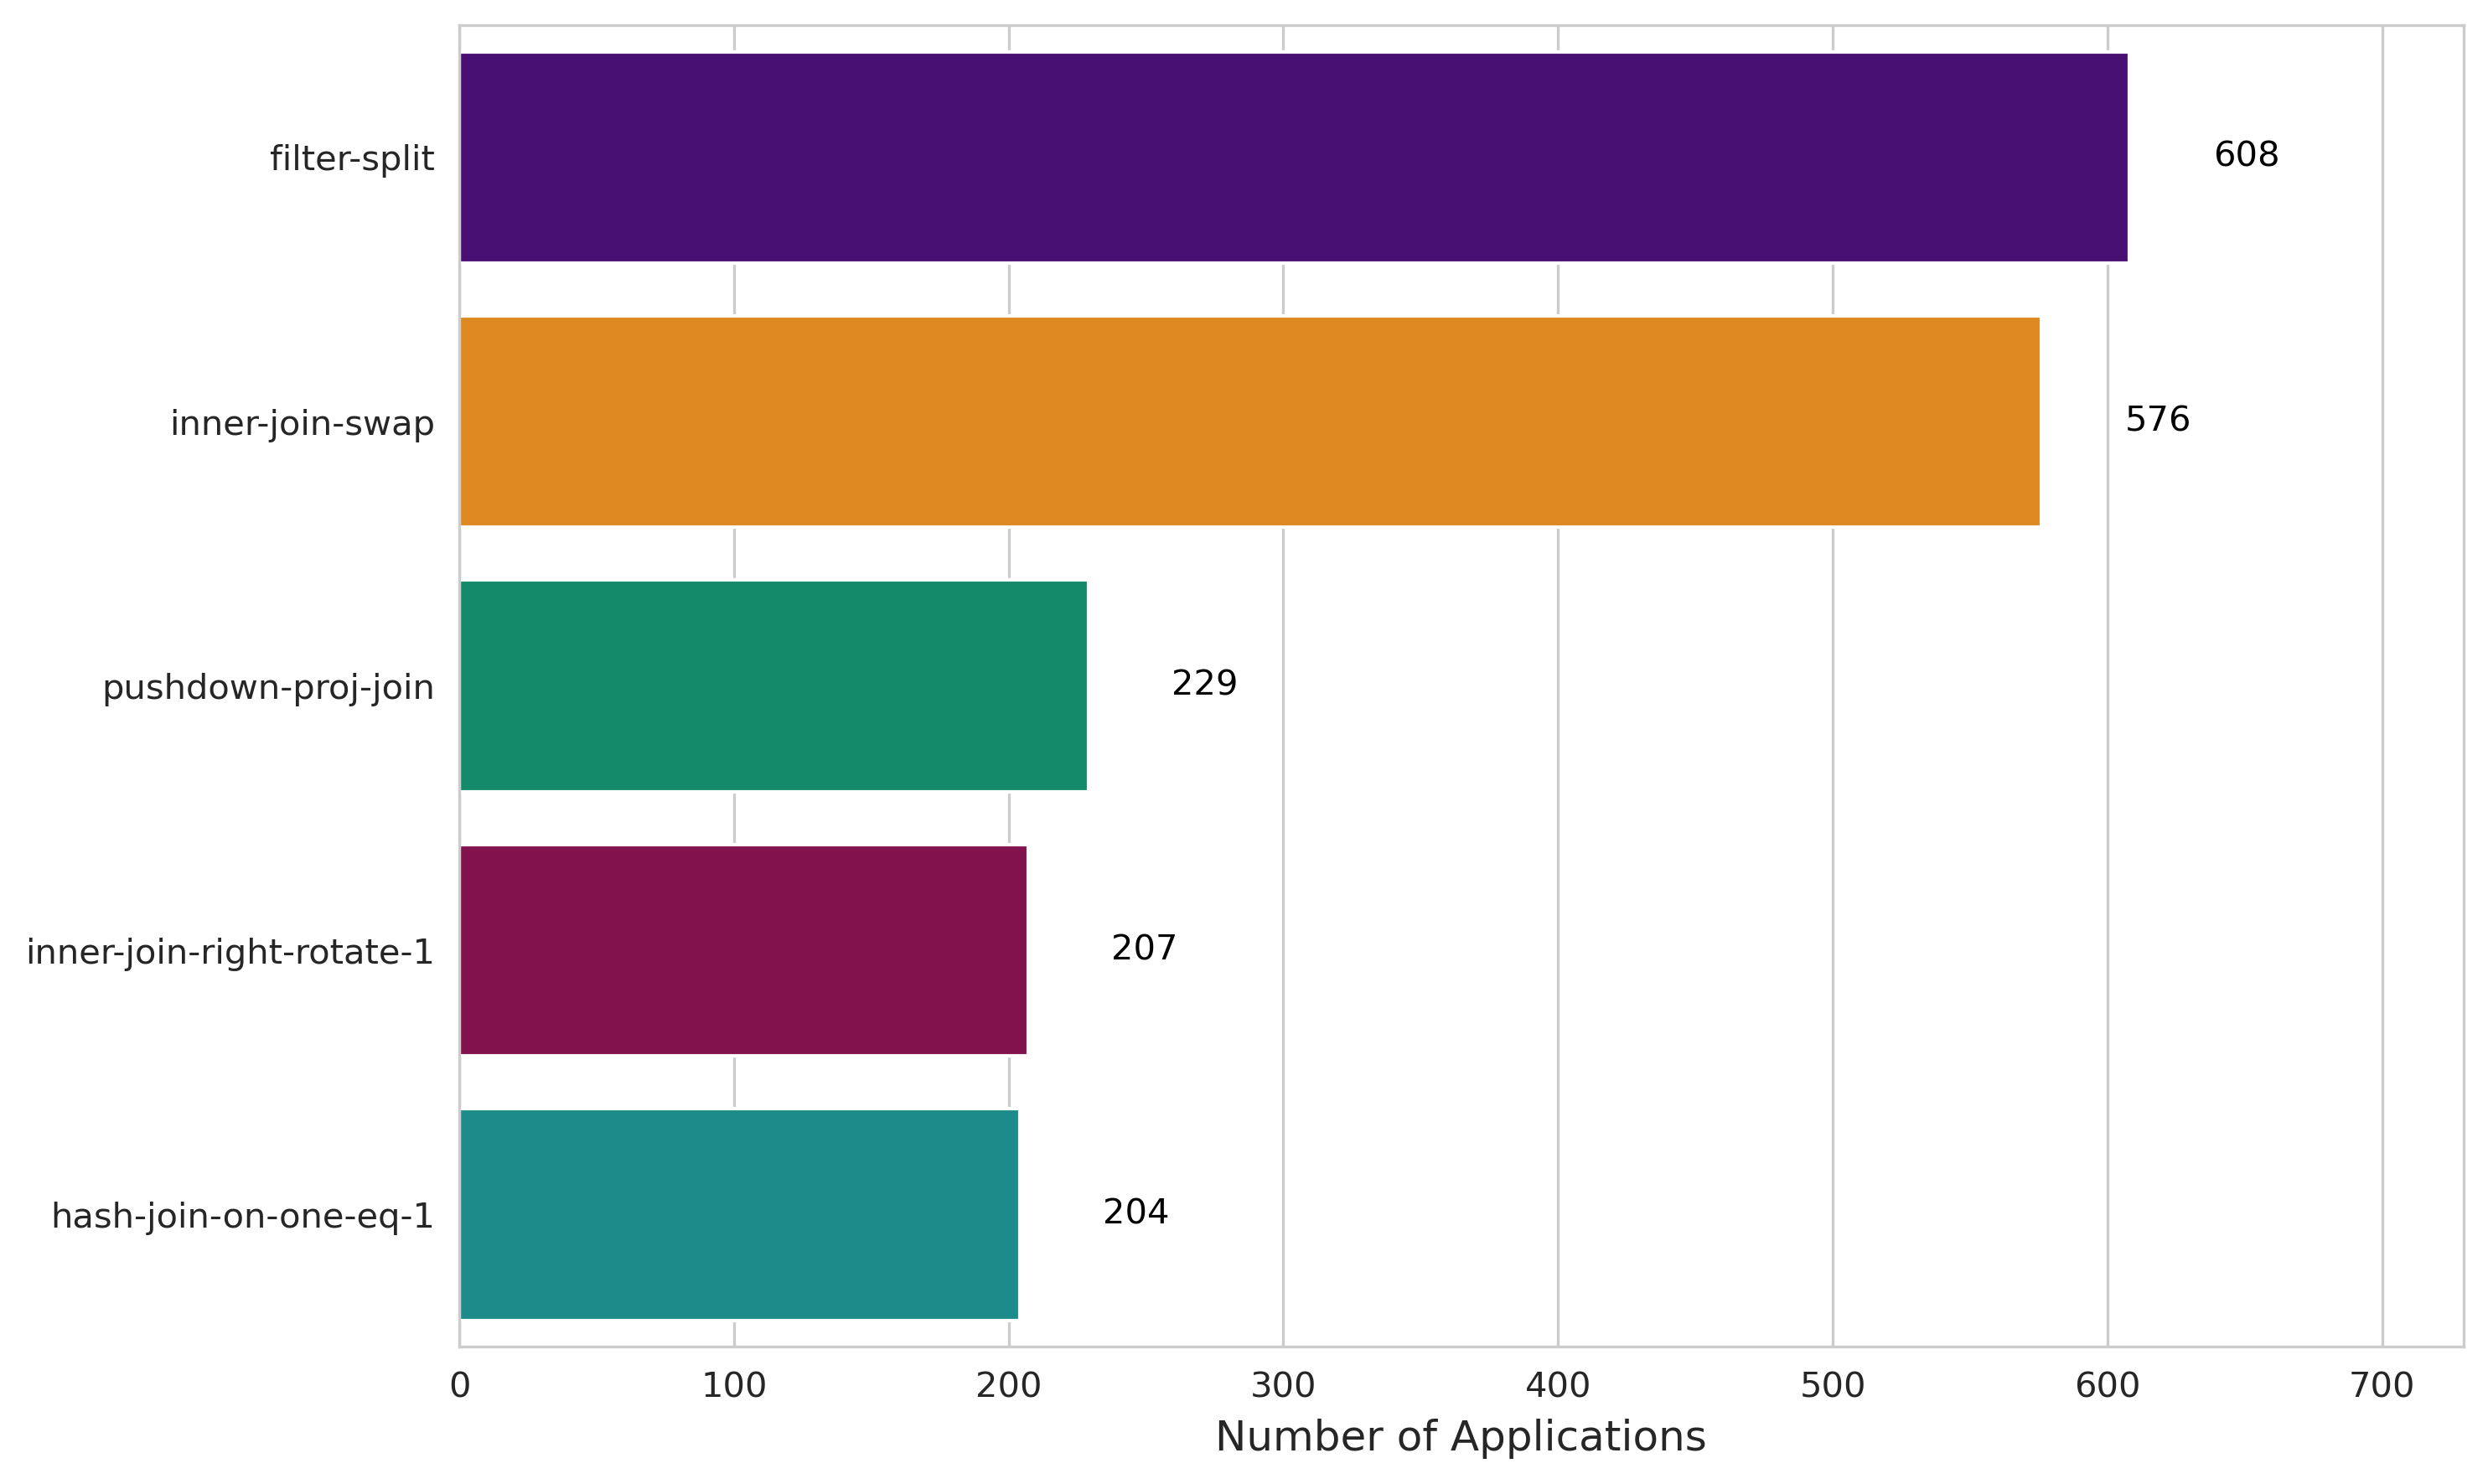 filter-split
608
inner-join-swap
576
pushdown-proj-join
229
inner-join-right-rotate-1
207
hash-join-on-one-eq-1
204
0 100 200 300 400 500 600 700
Number of Applications